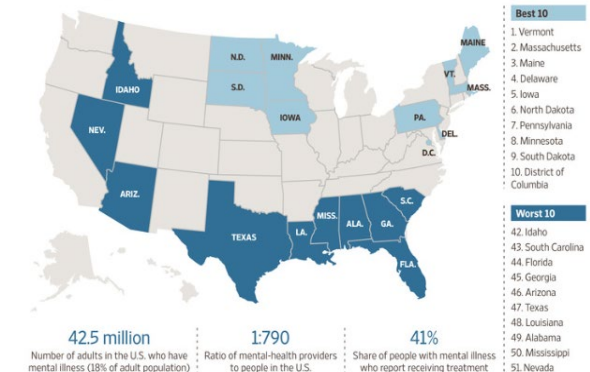 N.D.
MINN.
MAINE
S.D.
IDAHO
VT.
MASS.
IOWA
PA.
NEV.
DEL.
D.C.
ARIZ.
TEXAS
LA.
MISS.
ALA.
GA.
S.C.
FLA.
Best 10
1. Vermont
2. Massachusetts
3. Maine
4. Delaware
5. Iowa
6. North Dakota
7. Pennsylvania
8. Minnesota
9. South Dakota
10. District of
Columbia
Worst 10
42. Idaho
43. South Carolina
44. Florida
45. Georgia
46. Arizona
47. Texas
48. Louisiana
49. Alabama
50. Mississippi
51. Nevada
42.5 million
Number of adults in the U.S. who have
mental illness (18% of adult population)
1:790
Ratio of mental-health providers
to people in the U.S.
41%
Share of people with mental illness
who report receiving treatment